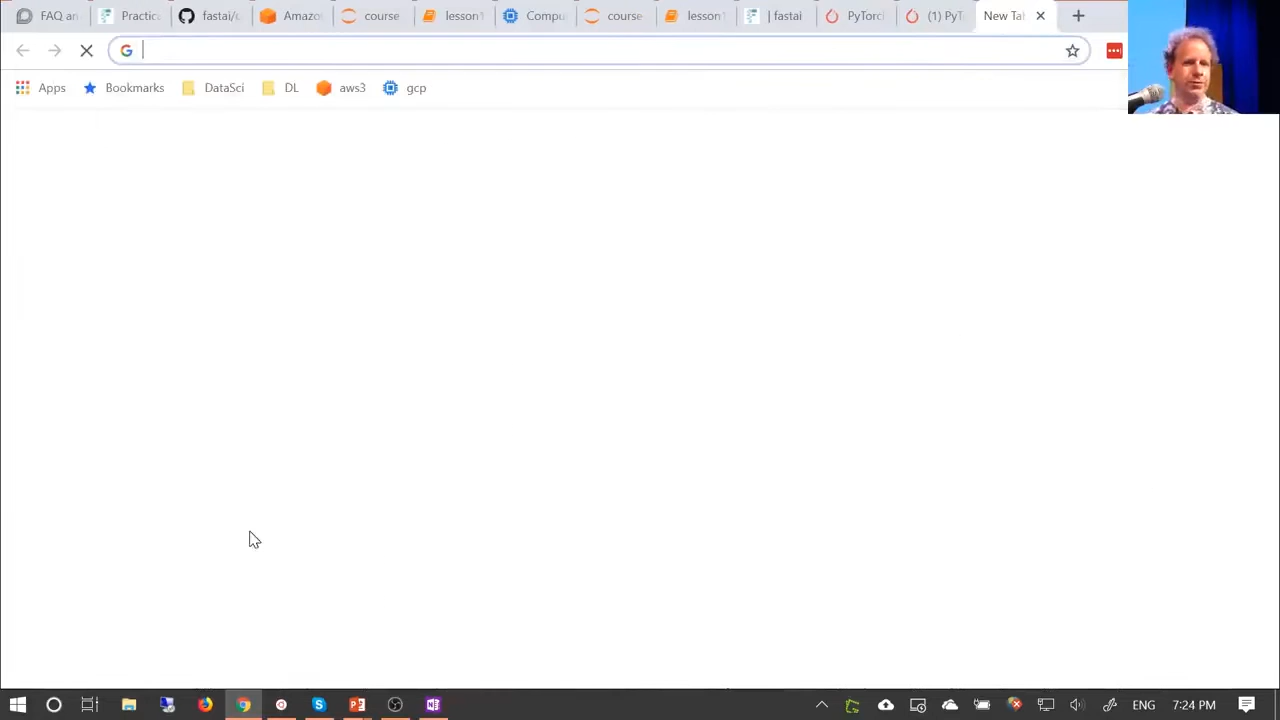 FAQ an Practic fastai/c Amazo course lesson1 Compu course lesson1 | fastai PyTorc (1) PyT New Tab
Apps Bookmarks DataSci DL aws3 gcp
ENG 7:24 PM